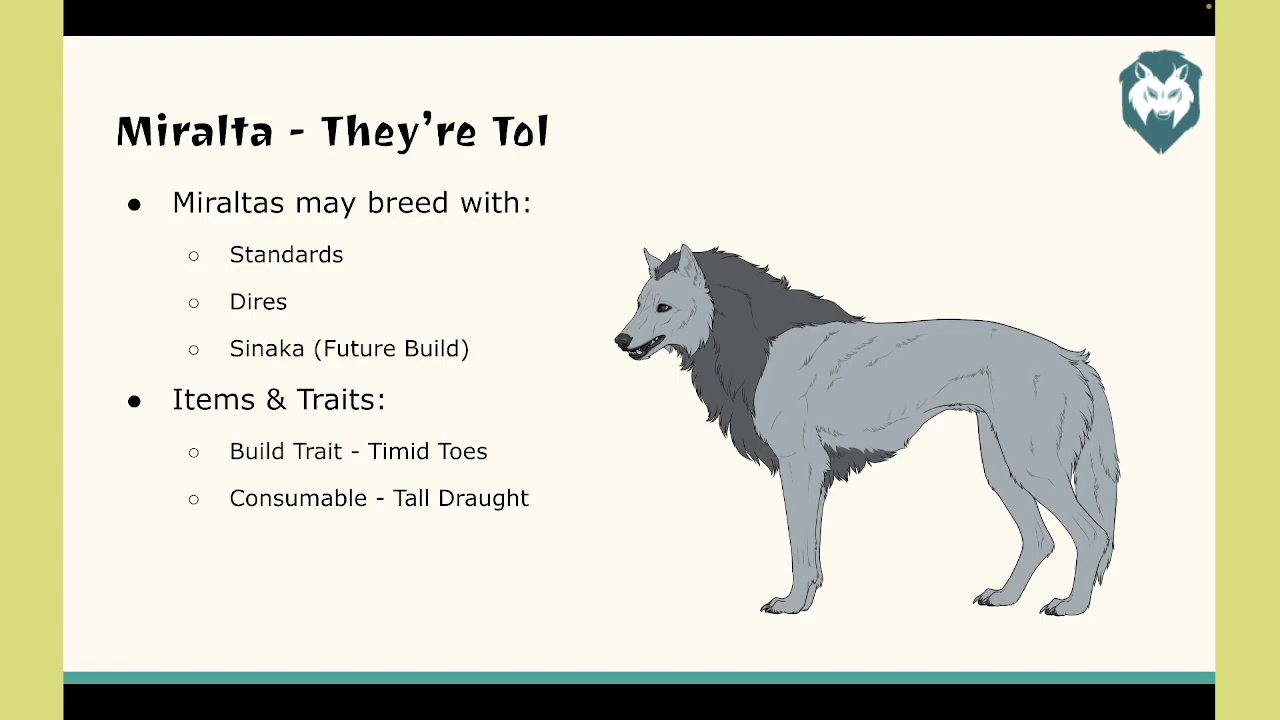 Miralta - They're Tol
● Miraltas may breed with:
○ Standards
○ Dires
○ Sinaka (Future Build)
● Items & Traits:
○ Build Trait - Timid Toes
○ Consumable - Tall Draught